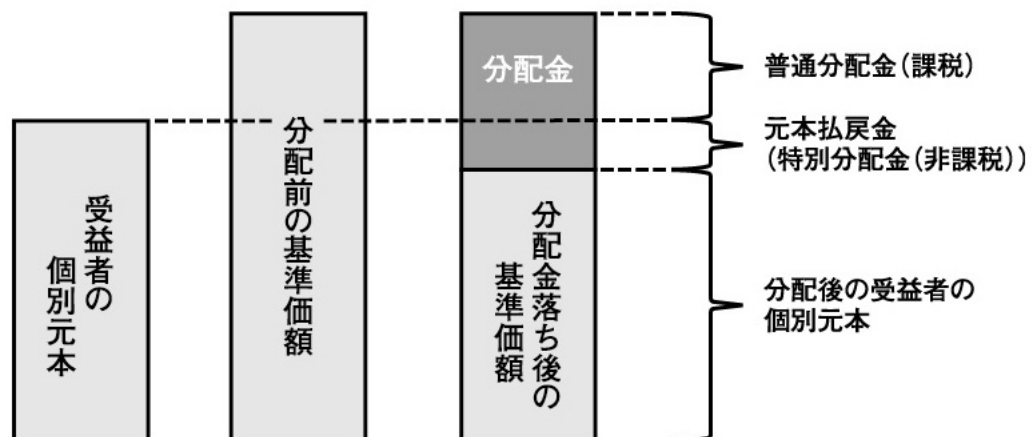 受益者の
個別元本
分配前の基準価額
分配金
分配金落ち後の
基準価額
普通分配金(課税)
元本払戻金
(特別分配金(非課税))
分配後の受益者の
個別元本